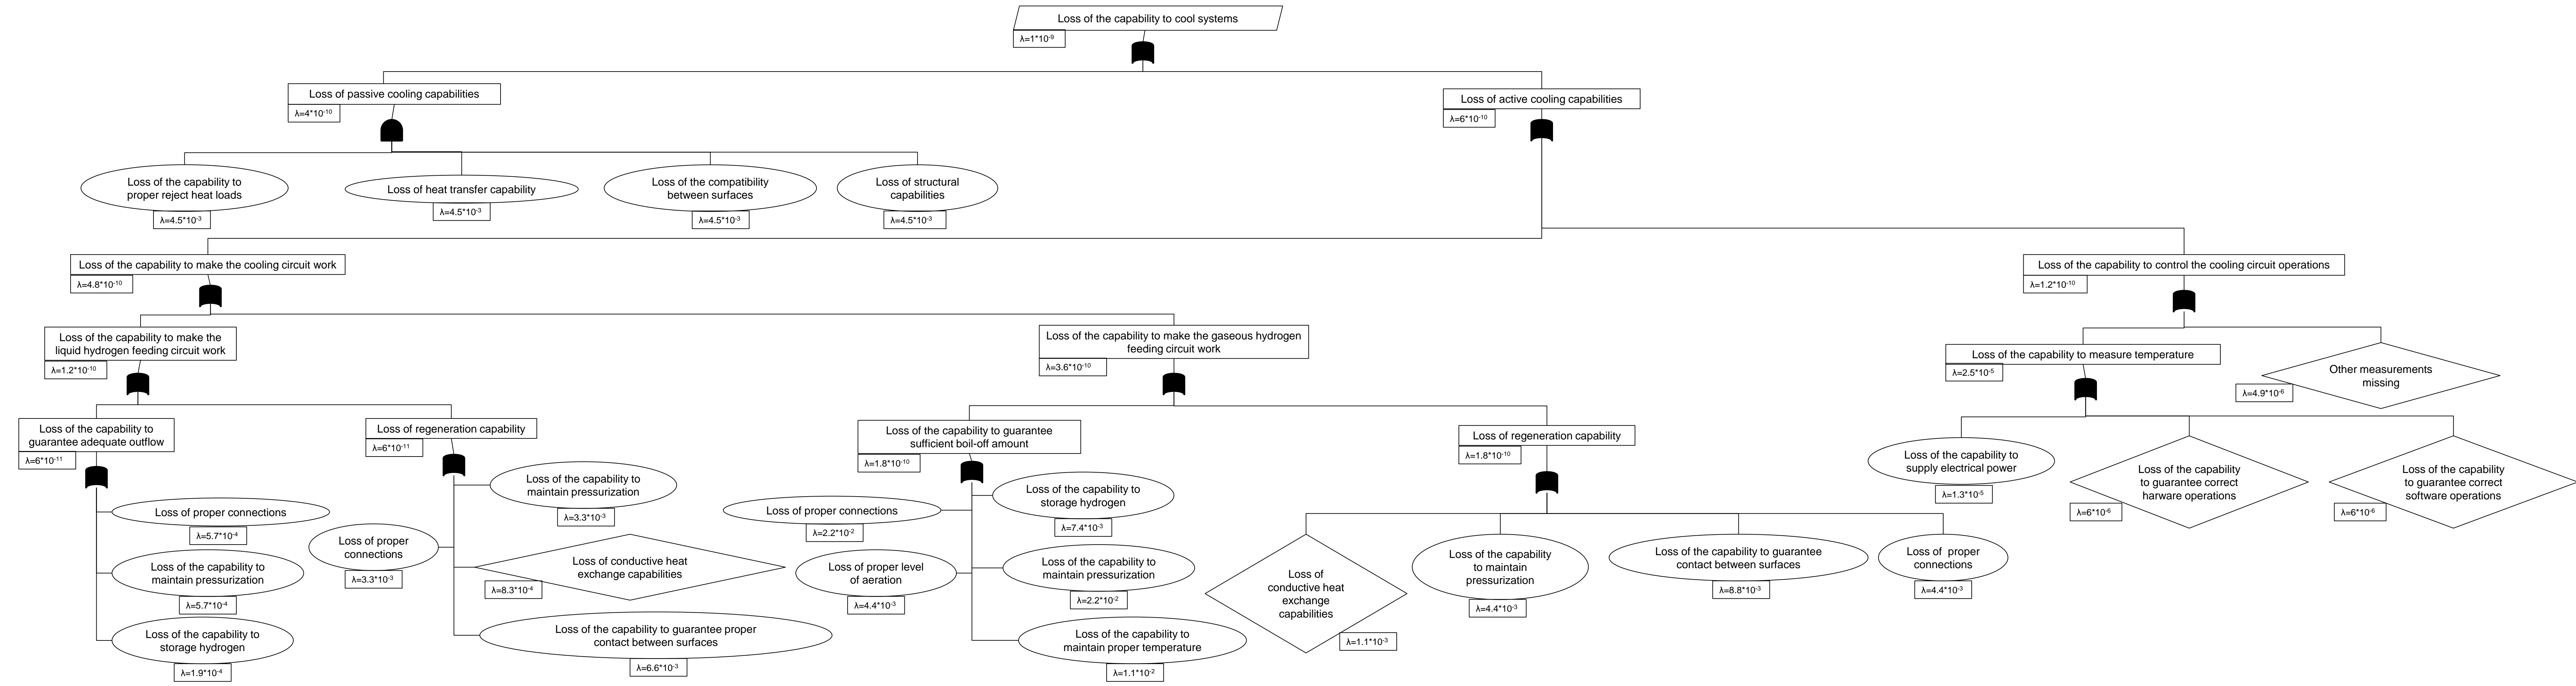 Loss of the capability to cool systems
λ=1*10⁻⁹
Loss of passive cooling capabilities
λ=4*10⁻¹⁰
Loss of active cooling capabilities
λ=6*10⁻¹⁰
Loss of the capability to
proper reject heat loads
λ=4.5*10⁻³
Loss of heat transfer capability
λ=4.5*10⁻³
Loss of the compatibility
between surfaces
λ=4.5*10⁻³
Loss of structural
capabilities
λ=4.5*10⁻³
Loss of the capability to make the cooling circuit work
λ=4.8*10⁻¹⁰
Loss of the capability to control the cooling circuit operations
λ=1.2*10⁻¹⁰
Loss of the capability to make the
liquid hydrogen feeding circuit work
λ=1.2*10⁻¹⁰
Loss of the capability to make the gaseous hydrogen
feeding circuit work
λ=3.6*10⁻¹⁰
Loss of the capability to measure temperature
λ=2.5*10⁻⁵
Other measurements
missing
λ=4.9*10⁻⁶
Loss of the capability to
guarantee adequate outflow
λ=6*10⁻¹¹
Loss of regeneration capability
λ=6*10⁻¹¹
Loss of the capability to guarantee
sufficient boil-off amount
λ=1.8*10⁻¹⁰
Loss of regeneration capability
λ=1.8*10⁻¹⁰
Loss of the capability to
supply electrical power
λ=1.3*10⁻⁵
Loss of the capability
to guarantee correct
harware operations
λ=6*10⁻⁶
Loss of the capability
to guarantee correct
software operations
λ=6*10⁻⁶
Loss of proper connections
λ=5.7*10⁻⁴
Loss of the capability to
maintain pressurization
λ=5.7*10⁻⁴
Loss of the capability to
storage hydrogen
λ=1.9*10⁻⁴
Loss of the capability to
maintain pressurization
λ=3.3*10⁻³
Loss of proper
connections
λ=3.3*10⁻³
Loss of conductive heat
exchange capabilities
λ=8.3*10⁻⁴
Loss of the capability to guarantee proper
contact between surfaces
λ=6.6*10⁻³
Loss of the capability to
storage hydrogen
λ=7.4*10⁻³
Loss of proper connections
λ=2.2*10⁻²
Loss of the capability to
maintain pressurization
λ=2.2*10⁻²
Loss of proper level
of aeration
λ=4.4*10⁻³
Loss of the capability to
maintain proper temperature
λ=1.1*10⁻²
Loss of
conductive heat
exchange
capabilities
λ=1.1*10⁻³
Loss of the capability
to maintain
pressurization
λ=4.4*10⁻³
Loss of the capability to guarantee
contact between surfaces
λ=8.8*10⁻³
Loss of proper
connections
λ=4.4*10⁻³